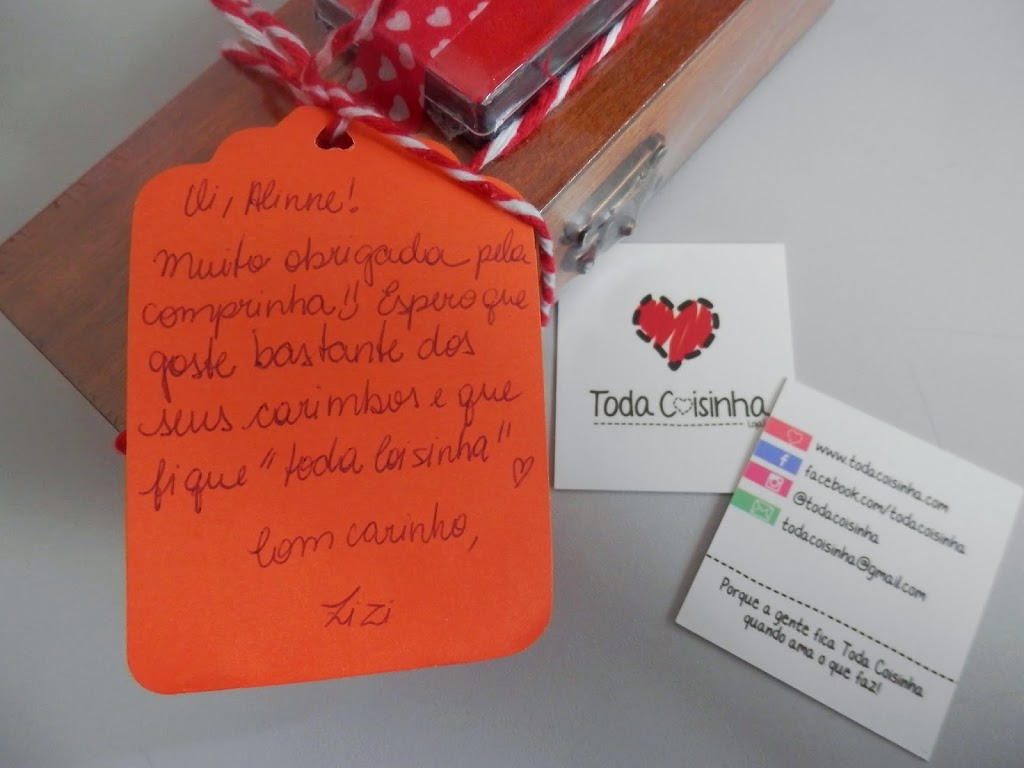 Oi, Alinne!
Muito obrigada pela
comprinha!! Espero que
goste bastante dos
seus carimbos e que
fique "toda coisinha" ♡
Com carinho,
Lizi
Toda Coisinha
www.todacoisinha.com
facebook.com/todacoisinha
@todacoisinha
todacoisinha@gmail.com
Porque a gente fica Toda Coisinha
quando ama o que faz!